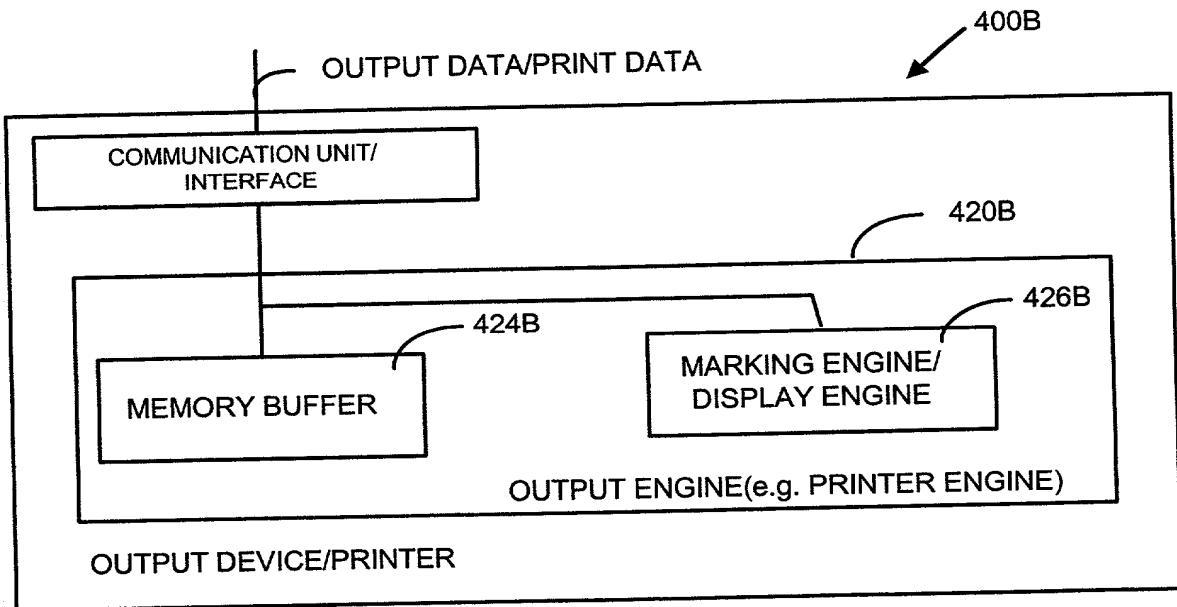 400B
OUTPUT DATA/PRINT DATA
COMMUNICATION UNIT/
INTERFACE
420B
424B
426B
MEMORY BUFFER
MARKING ENGINE/
DISPLAY ENGINE
OUTPUT ENGINE(e.g. PRINTER ENGINE)
OUTPUT DEVICE/PRINTER